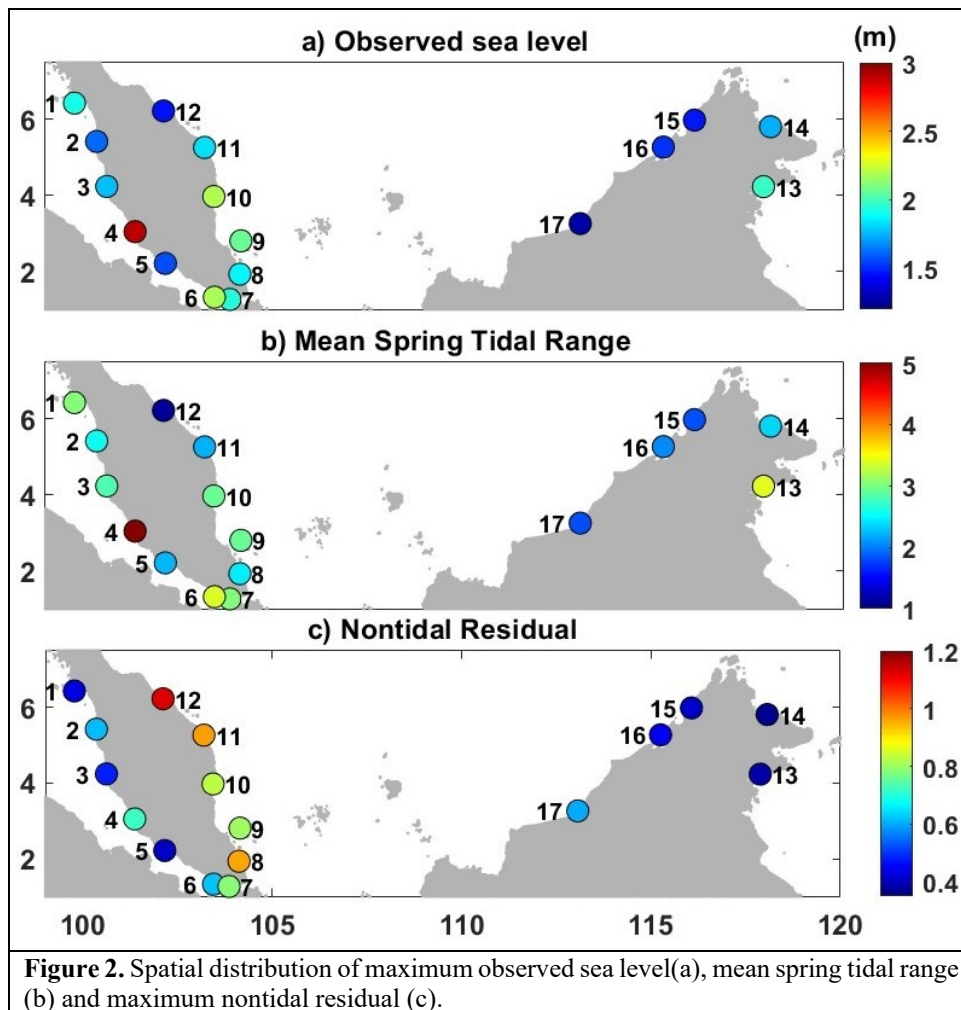 a) Observed sea level
(m)
1 2 3 4 5 6 7 8 9 10 11 12 13 14 15 16 17
6
4
2
3
2.5
2
1.5
b) Mean Spring Tidal Range
1 2 3 4 5 6 7 8 9 10 11 12 13 14 15 16 17
6
4
2
5
4
3
2
1
c) Nontidal Residual
1 2 3 4 5 6 7 8 9 10 11 12 13 14 15 16 17
6
4
2
1.2
1
0.8
0.6
0.4
100 105 110 115 120
Figure 2. Spatial distribution of maximum observed sea level(a), mean spring tidal range
(b) and maximum nontidal residual (c).